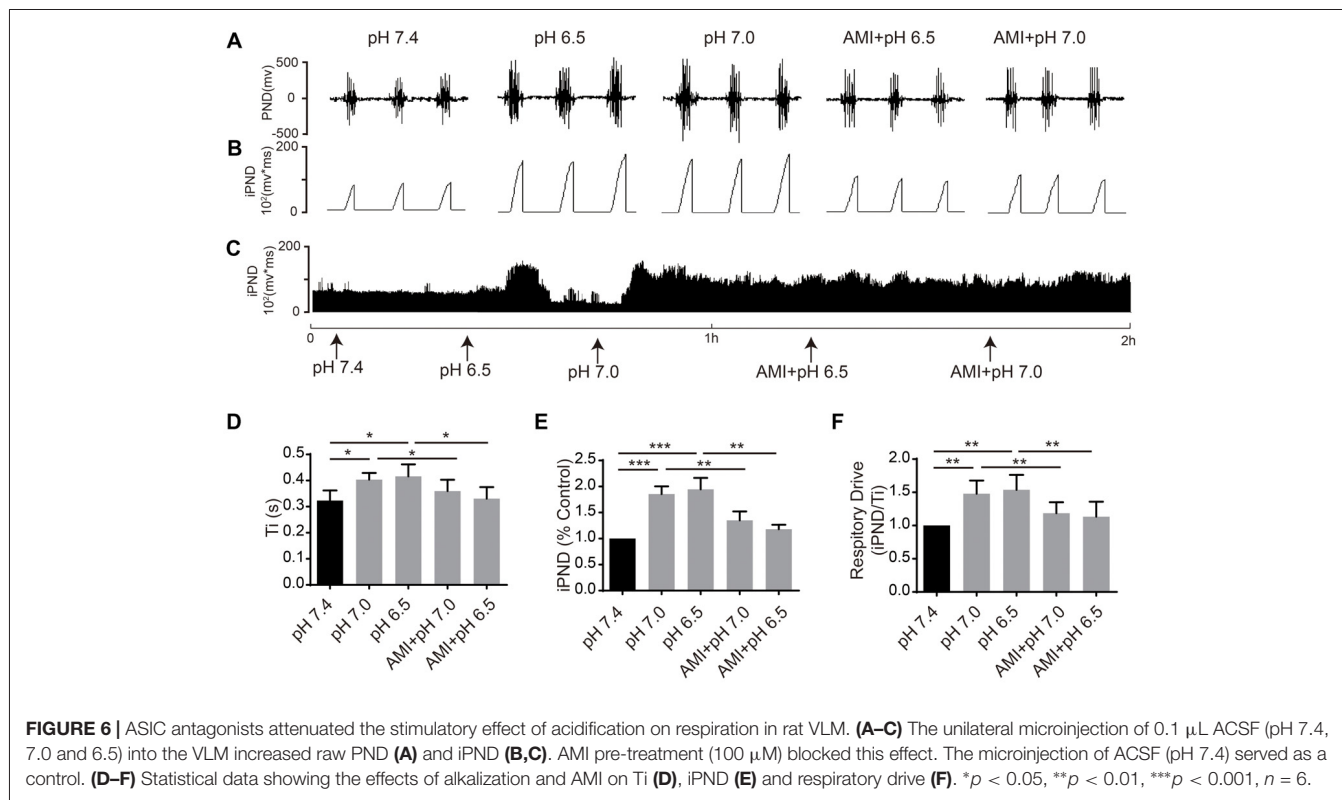 A
pH 7.4
pH 6.5
pH 7.0
AMI+pH 6.5
AMI+pH 7.0
PND(mv)
500
0
-500
B
iPND
10²(mv*ms)
200
0
C
iPND
10²(mv*ms)
200
0
0
1h
2h
pH 7.4
pH 6.5
pH 7.0
AMI+pH 6.5
AMI+pH 7.0
D
Ti (s)
0.5
0.4
0.3
0.2
0.1
0.0
* *
* *
pH 7.4
pH 7.0
pH 6.5
AMI+pH 7.0
AMI+pH 6.5
E
iPND (% Control)
2.5
2.0
1.5
1.0
0.5
0.0
*** **
*** **
pH 7.4
pH 7.0
pH 6.5
AMI+pH 7.0
AMI+pH 6.5
F
Respitory Drive
(iPND/Ti)
2.0
1.5
1.0
0.5
0.0
** **
** **
pH 7.4
pH 7.0
pH 6.5
AMI+pH 7.0
AMI+pH 6.5
FIGURE 6 | ASIC antagonists attenuated the stimulatory effect of acidification on respiration in rat VLM. (A–C) The unilateral microinjection of 0.1 μL ACSF (pH 7.4,
7.0 and 6.5) into the VLM increased raw PND (A) and iPND (B,C). AMI pre-treatment (100 μM) blocked this effect. The microinjection of ACSF (pH 7.4) served as a
control. (D–F) Statistical data showing the effects of alkalization and AMI on Ti (D), iPND (E) and respiratory drive (F). *p < 0.05, **p < 0.01, ***p < 0.001, n = 6.